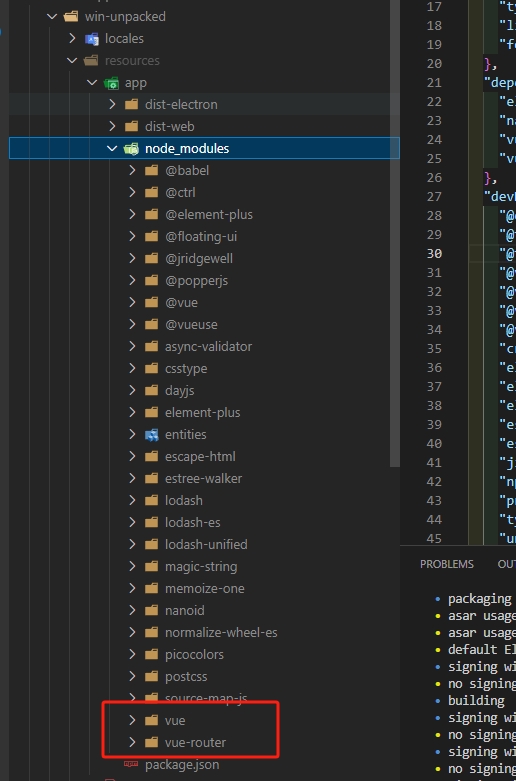 win-unpacked
locales
resources
app
dist-electron
dist-web
node_modules
@babel
@ctrl
@element-plus
@floating-ui
@jridgewell
@popperjs
@vue
@vueuse
async-validator
csstype
dayjs
element-plus
entities
escape-html
estree-walker
lodash
lodash-es
lodash-unified
magic-string
memoize-one
nanoid
normalize-wheel-es
picocolors
postcss
source-map-js
vue
vue-router
package.json
17 "ty
18 "l
19 "f
20 },
21 "dep
22 "e
23 "na
24 "v
25 "v
26 },
27 "dev
28 "@
29 "@
30 "@
31 "@
32 "@
33 "@
34 "@
35 "c
36 "e
37 "e
38 "e
39 "e
40 "e
41 "j
42 "np
43 "p
44 "ty
45 "u
PROBLEMS OU
• packaging
• asar usage
• asar usage
• default El
• signing wi
• no signing
• building
• signing wi
• no signing
• signing wi
• no signing